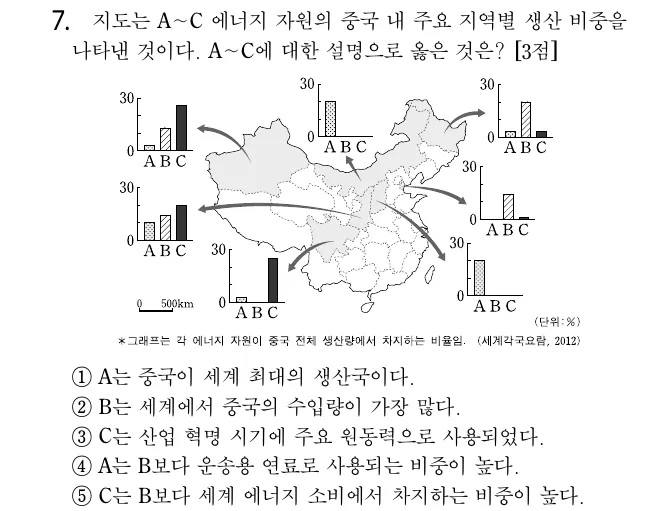 7. 지도는 A~C 에너지 자원의 중국 내 주요 지역별 생산 비중을
나타낸 것이다. A~C에 대한 설명으로 옳은 것은? [3점]
30
0
A B C
30
0
A B C
30
0
A B C
30
0
A B C
30
0
A B C
30
0
A B C
30
0
A B C
0 500km
(단위:%)
*그래프는 각 에너지 자원이 중국 전체 생산량에서 차지하는 비율임. (세계각국요람, 2012)
① A는 중국이 세계 최대의 생산국이다.
② B는 세계에서 중국의 수입량이 가장 많다.
③ C는 산업 혁명 시기에 주요 원동력으로 사용되었다.
④ A는 B보다 운송용 연료로 사용되는 비중이 높다.
⑤ C는 B보다 세계 에너지 소비에서 차지하는 비중이 높다.